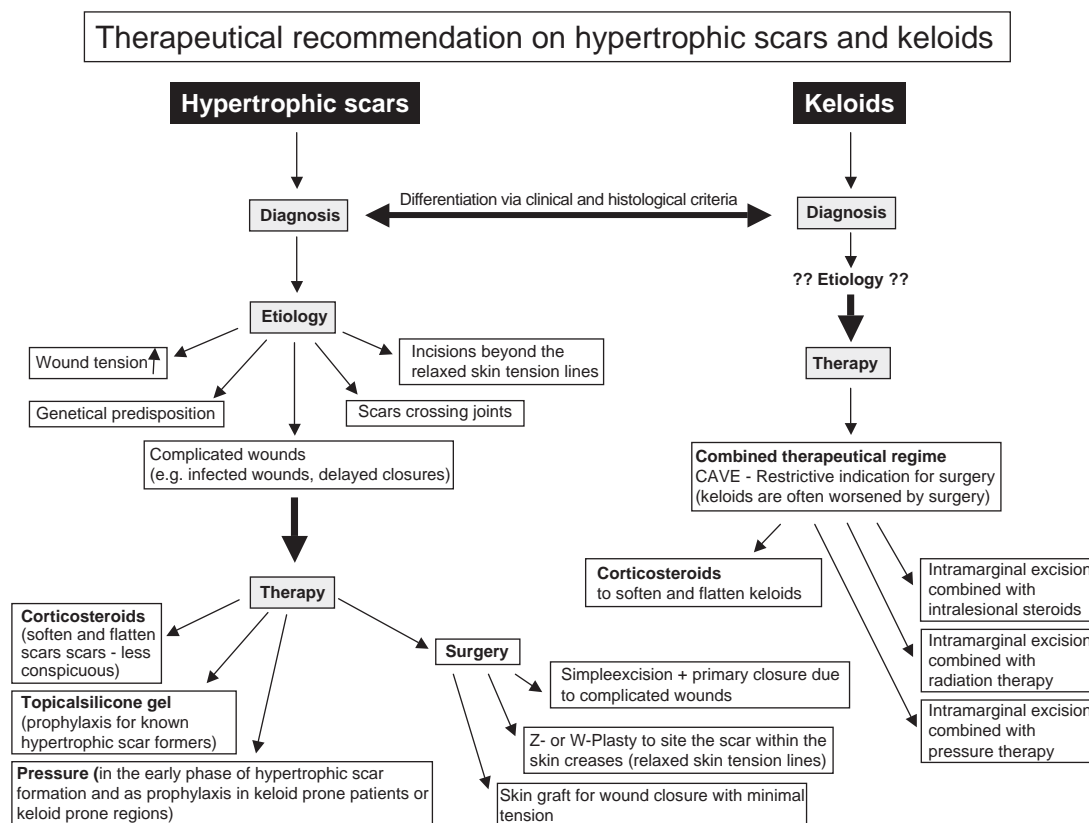 Therapeutical recommendation on hypertrophic scars and keloids
Hypertrophic scars
Keloids
Differentiation via clinical and histological criteria
Diagnosis
Diagnosis
?? Etiology ??
Etiology
Wound tension
Incisions beyond the
relaxed skin tension lines
Genetical predisposition
Scars crossing joints
Complicated wounds
(e.g. infected wounds, delayed closures)
Therapy
Combined therapeutical regime
CAVE - Restrictive indication for surgery
(keloids are often worsened by surgery)
Corticosteroids
to soften and flatten keloids
Intramarginal excision
combined with
intralesional steroids
Intramarginal excision
combined with
radiation therapy
Intramarginal excision
combined with
pressure therapy
Therapy
Corticosteroids
(soften and flatten
scars scars - less
conspicuous)
Topicalsilicone gel
(prophylaxis for known
hypertrophic scar formers)
Pressure (in the early phase of hypertrophic scar
formation and as prophylaxis in keloid prone patients or
keloid prone regions)
Surgery
Simpleexcision + primary closure due
to complicated wounds
Z- or W-Plasty to site the scar within the
skin creases (relaxed skin tension lines)
Skin graft for wound closure with minimal
tension